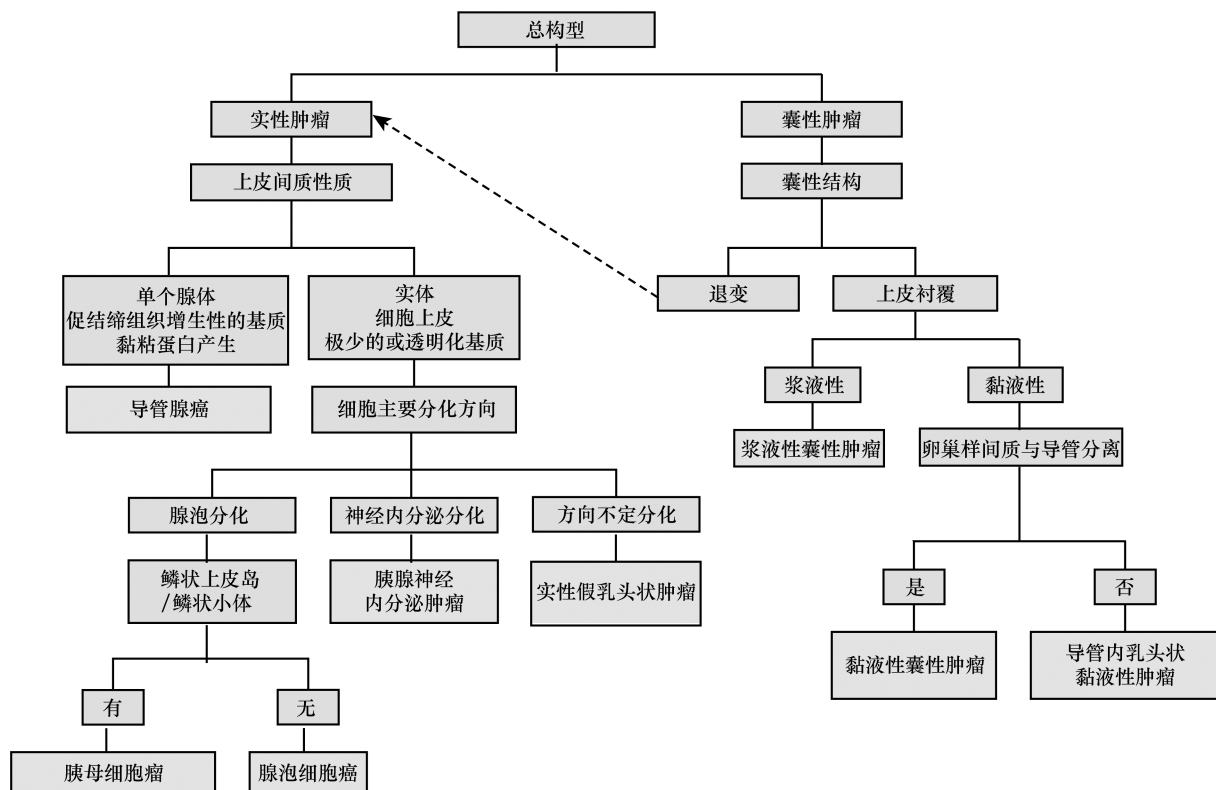 总构型
实性肿瘤
囊性肿瘤
上皮间质性质
囊性结构
单个腺体
促结缔组织增生性的基质
黏粘蛋白产生
实体
细胞上皮
极少的或透明化基质
退变
上皮衬覆
导管腺癌
细胞主要分化方向
浆液性
黏液性
浆液性囊性肿瘤
卵巢样间质与导管分离
腺泡分化
神经内分泌分化
方向不定分化
鳞状上皮岛
/鳞状小体
胰腺神经
内分泌肿瘤
实性假乳头状肿瘤
是
否
黏液性囊性肿瘤
导管内乳头状
黏液性肿瘤
有
无
胰母细胞瘤
腺泡细胞癌